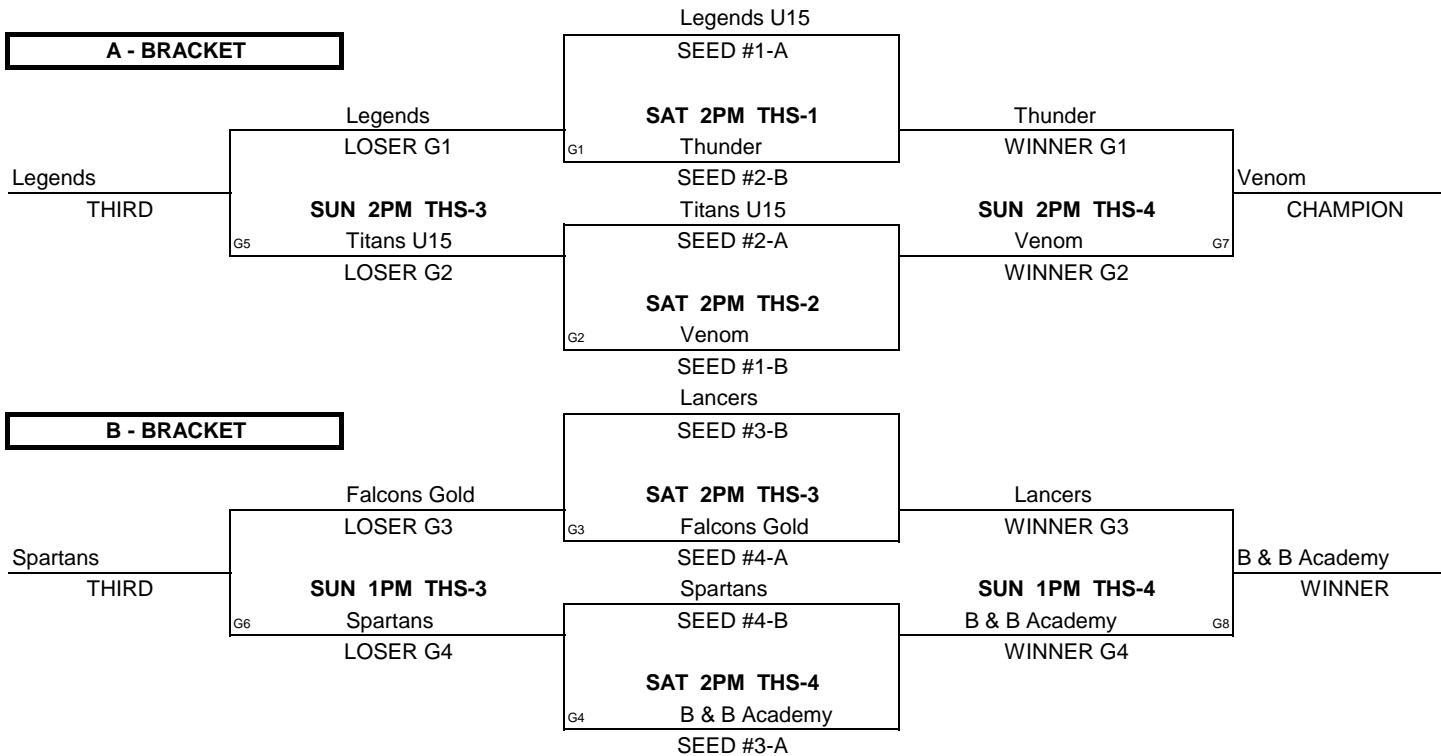 Legends U15
A - BRACKET SEED #1-A
Legends SAT 2PM THS-1 Thunder
LOSER G1 G1 Thunder WINNER G1
Legends SEED #2-B Venom
THIRD SUN 2PM THS-3 Titans U15 SUN 2PM THS-4 CHAMPION
G5 Titans U15 SEED #2-A Venom G7
LOSER G2 WINNER G2
SAT 2PM THS-2
G2 Venom
SEED #1-B
Lancers
B - BRACKET SEED #3-B
Falcons Gold SAT 2PM THS-3 Lancers
LOSER G3 G3 Falcons Gold WINNER G3
Spartans SEED #4-A B & B Academy
THIRD SUN 1PM THS-3 Spartans SUN 1PM THS-4 WINNER
G6 Spartans SEED #4-B B & B Academy G8
LOSER G4 WINNER G4
SAT 2PM THS-4
G4 B & B Academy
SEED #3-A